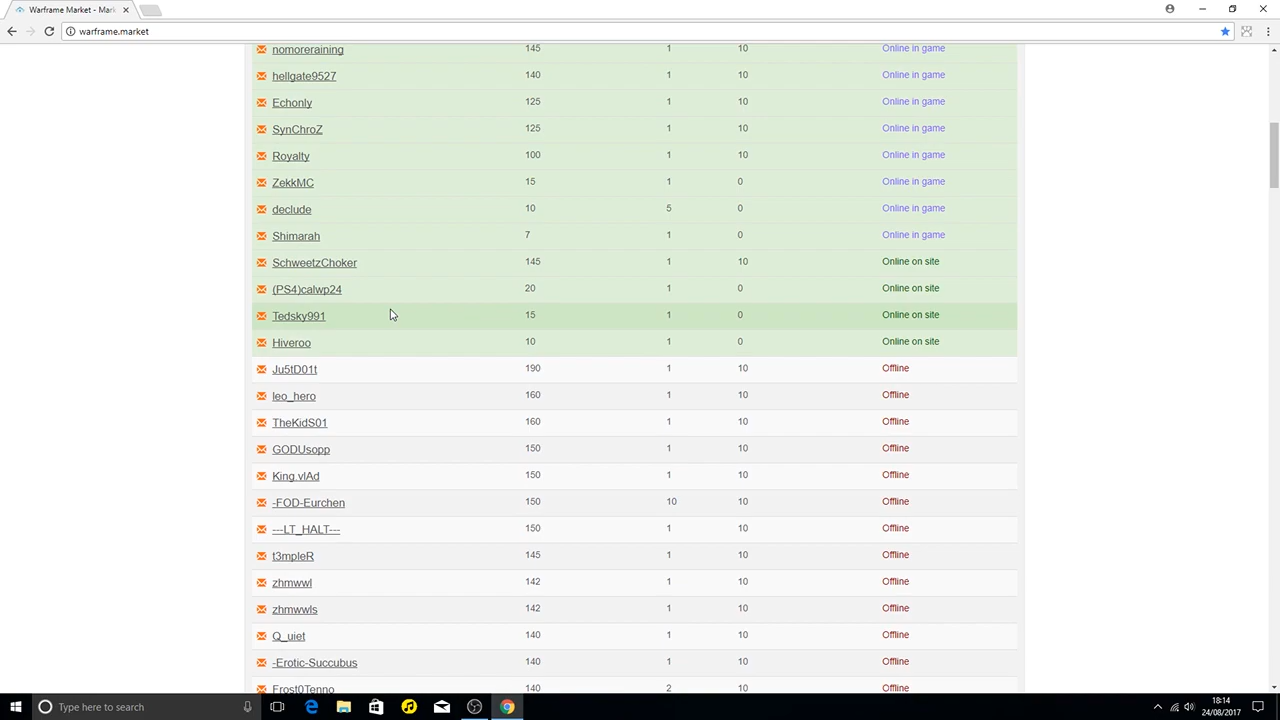 Warframe Market - Mark
warframe.market
nomoreraining 145 1 10 Online in game
hellgate9527 140 1 10 Online in game
Echonly 125 1 10 Online in game
SynChroZ 125 1 10 Online in game
Royalty 100 1 10 Online in game
ZekkMC 15 1 0 Online in game
declude 10 5 0 Online in game
Shimarah 7 1 0 Online in game
SchweetzChoker 145 1 10 Online on site
(PS4)calwp24 20 1 0 Online on site
Tedsky991 15 1 0 Online on site
Hiveroo 10 1 0 Online on site
Ju5tD01t 190 1 10 Offline
leo_hero 160 1 10 Offline
TheKidS01 160 1 10 Offline
GODUsopp 150 1 10 Offline
King.vlAd 150 1 10 Offline
-FOD-Eurchen 150 10 10 Offline
---LT_HALT--- 150 1 10 Offline
t3mpleR 145 1 10 Offline
zhmwwl 142 1 10 Offline
zhmwwls 142 1 10 Offline
Q_uiet 140 1 10 Offline
-Erotic-Succubus 140 1 10 Offline
Frost0Tenno 140 2 10 Offline
Type here to search
18:14
24/08/2017